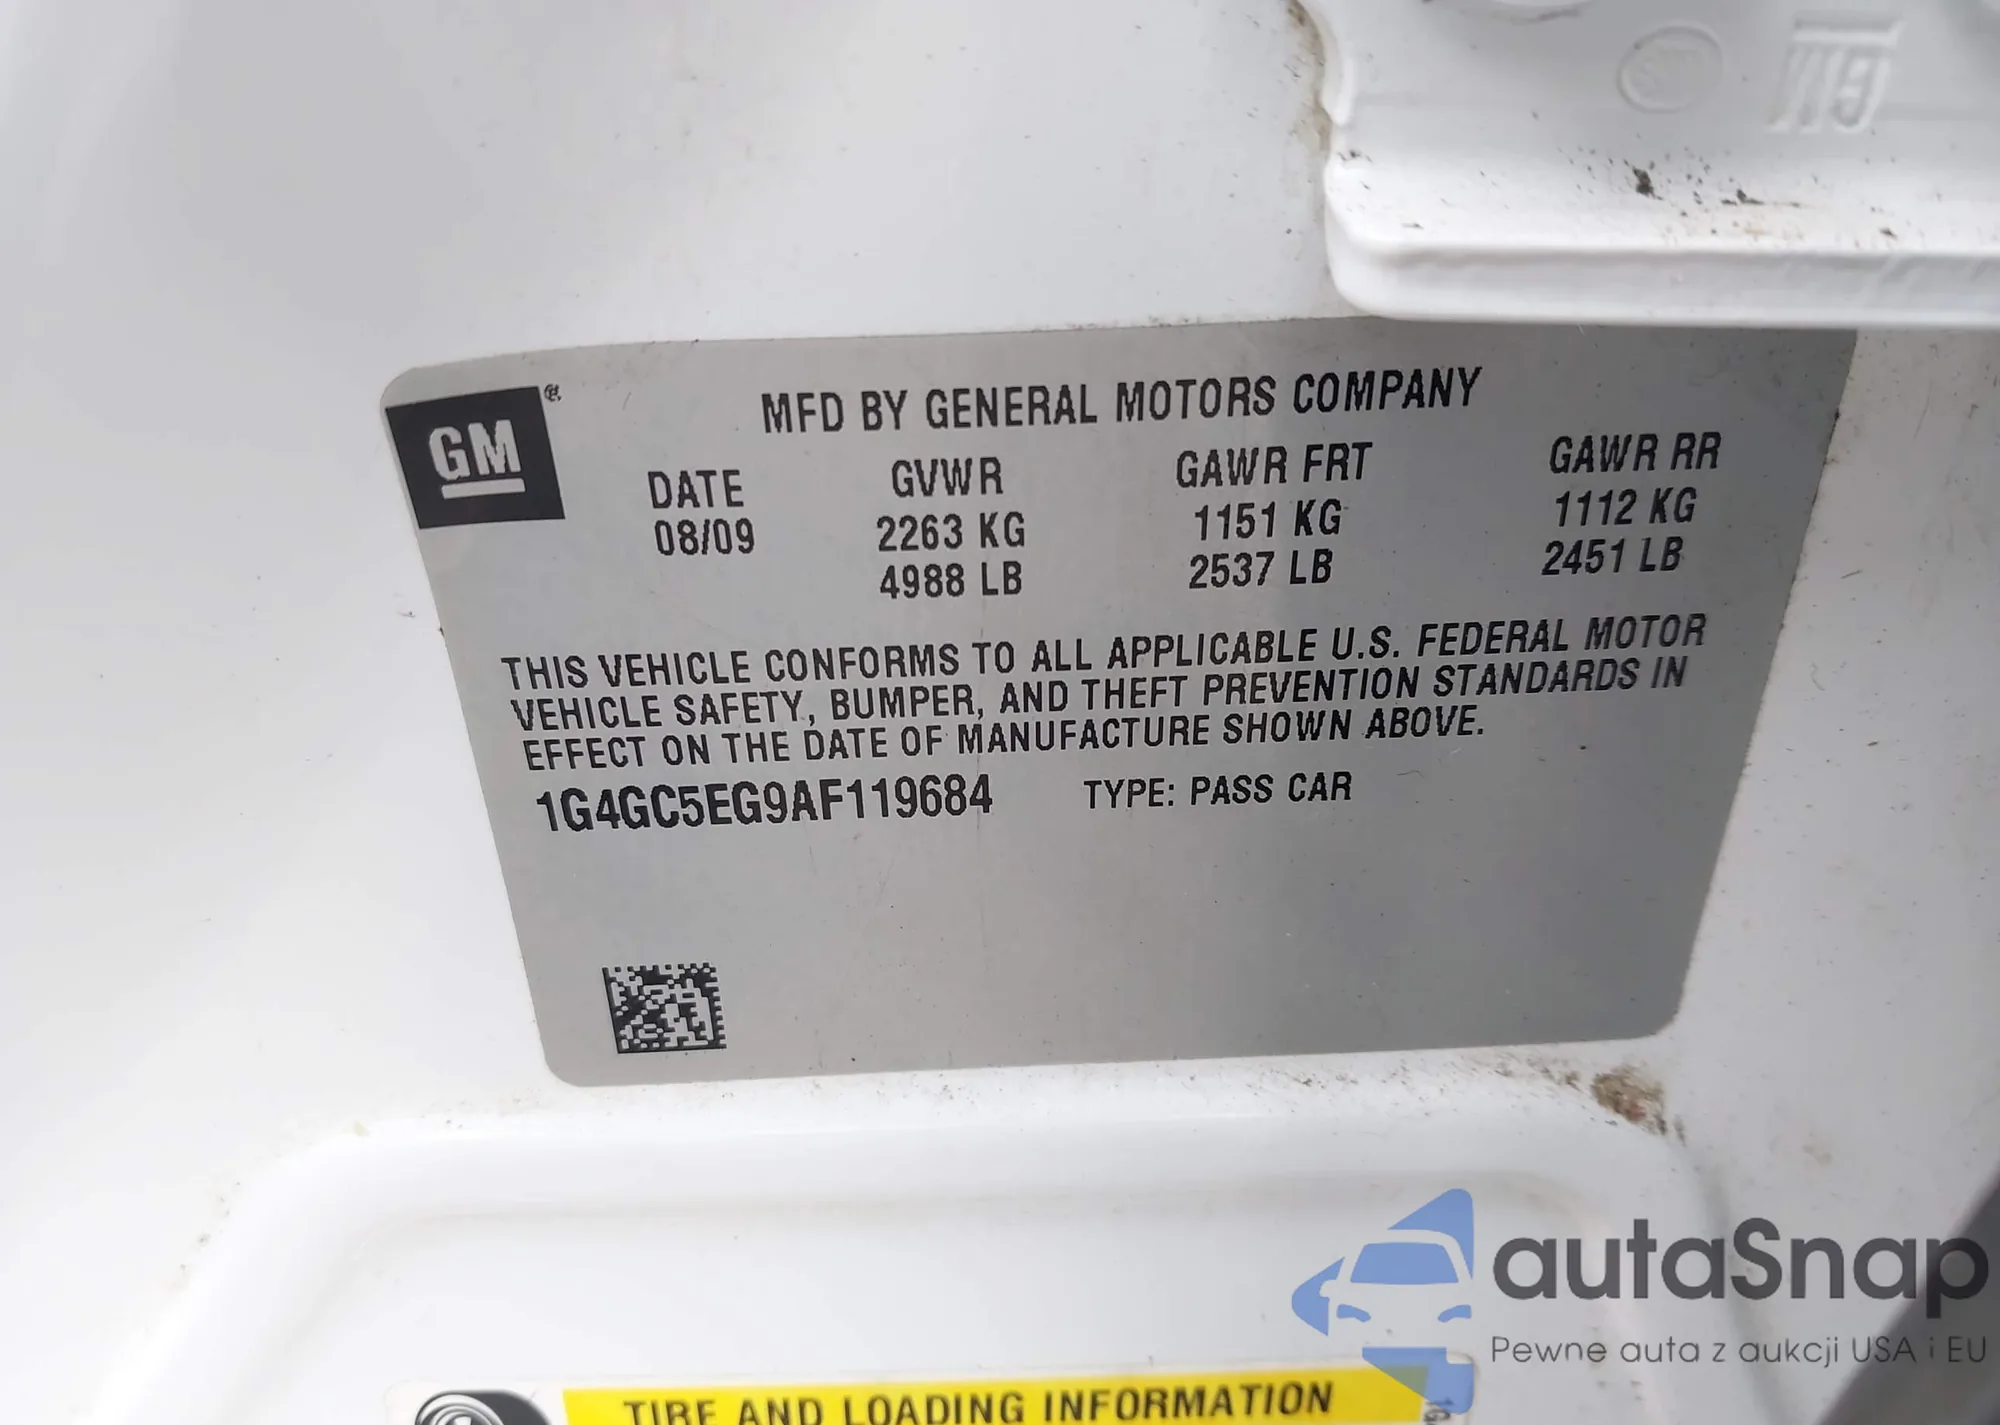 GM
GM®
MFD BY GENERAL MOTORS COMPANY
DATE GVWR GAWR FRT GAWR RR
08/09 2263 KG 1151 KG 1112 KG
4988 LB 2537 LB 2451 LB
THIS VEHICLE CONFORMS TO ALL APPLICABLE U.S. FEDERAL MOTOR
VEHICLE SAFETY, BUMPER, AND THEFT PREVENTION STANDARDS IN
EFFECT ON THE DATE OF MANUFACTURE SHOWN ABOVE.
1G4GC5EG9AF119684 TYPE: PASS CAR
autaSnap
Pewne auta z aukcji USA i EU
TIRE AND LOADING INFORMATION